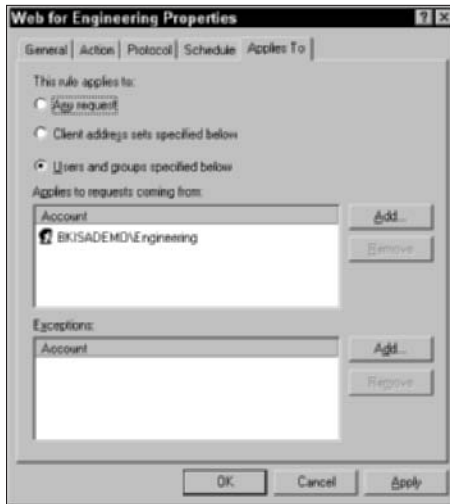 Web for Engineering Properties
General Action Protocol Schedule Applies To
This rule applies to:
Any request
Client address sets specified below
Users and groups specified below
Applies to requests coming from:
Account
Add...
BKISADEMO\Engineering
Remove
Exceptions:
Account
Add...
Remove
OK Cancel Apply